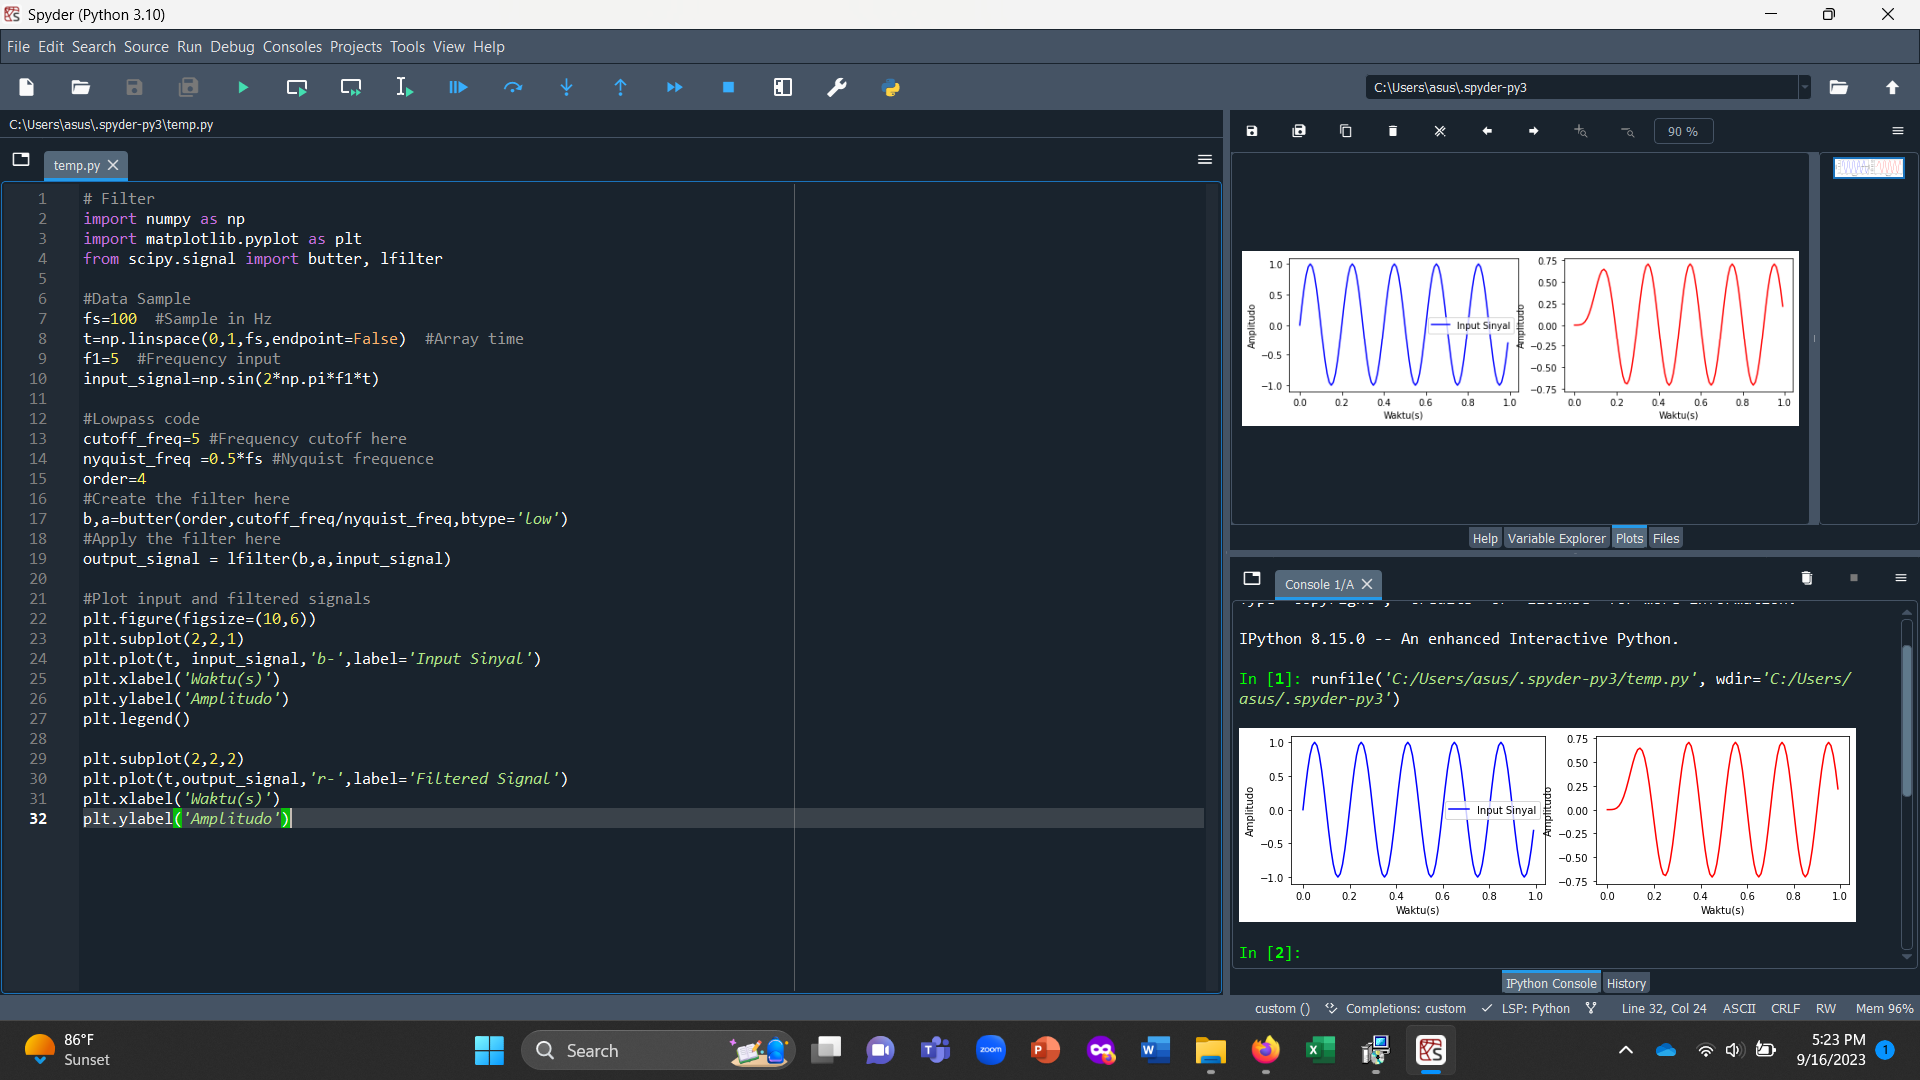 Spyder (Python 3.10)
File Edit Search Source Run Debug Consoles Projects Tools View Help
C:\Users\asus\.spyder-py3
C:\Users\asus\.spyder-py3\temp.py
temp.py
1 # Filter
2 import numpy as np
3 import matplotlib.pyplot as plt
4 from scipy.signal import butter, lfilter
5
6 #Data Sample
7 fs=100 #Sample in Hz
8 t=np.linspace(0,1,fs,endpoint=False) #Array time
9 f1=5 #Frequency input
10 input_signal=np.sin(2*np.pi*f1*t)
11
12 #Lowpass code
13 cutoff_freq=5 #Frequency cutoff here
14 nyquist_freq =0.5*fs #Nyquist frequence
15 order=4
16 #Create the filter here
17 b,a=butter(order,cutoff_freq/nyquist_freq,btype='low')
18 #Apply the filter here
19 output_signal = lfilter(b,a,input_signal)
20
21 #Plot input and filtered signals
22 plt.figure(figsize=(10,6))
23 plt.subplot(2,2,1)
24 plt.plot(t, input_signal,'b-',label='Input Sinyal')
25 plt.xlabel('Waktu(s)')
26 plt.ylabel('Amplitudo')
27 plt.legend()
28
29 plt.subplot(2,2,2)
30 plt.plot(t,output_signal,'r-',label='Filtered Signal')
31 plt.xlabel('Waktu(s)')
32 plt.ylabel('Amplitudo')
90 %
1.0
0.5
0.0
−0.5
−1.0
Amplitudo
Input Sinyal
0.0 0.2 0.4 0.6 0.8 1.0
Waktu(s)
0.75
0.50
0.25
0.00
−0.25
−0.50
−0.75
Amplitudo
0.0 0.2 0.4 0.6 0.8 1.0
Waktu(s)
Help Variable Explorer Plots Files
Console 1/A
Type "copyright", "credits" or "license" for more information.
IPython 8.15.0 -- An enhanced Interactive Python.
In [1]: runfile('C:/Users/asus/.spyder-py3/temp.py', wdir='C:/Users/
asus/.spyder-py3')
1.0
0.5
0.0
−0.5
−1.0
Amplitudo
Input Sinyal
0.0 0.2 0.4 0.6 0.8 1.0
Waktu(s)
0.75
0.50
0.25
0.00
−0.25
−0.50
−0.75
Amplitudo
0.0 0.2 0.4 0.6 0.8 1.0
Waktu(s)
In [2]:
IPython Console History
custom () Completions: custom LSP: Python Line 32, Col 24 ASCII CRLF RW Mem 96%
86°F
Sunset
Search
zoom
5:23 PM
9/16/2023
1